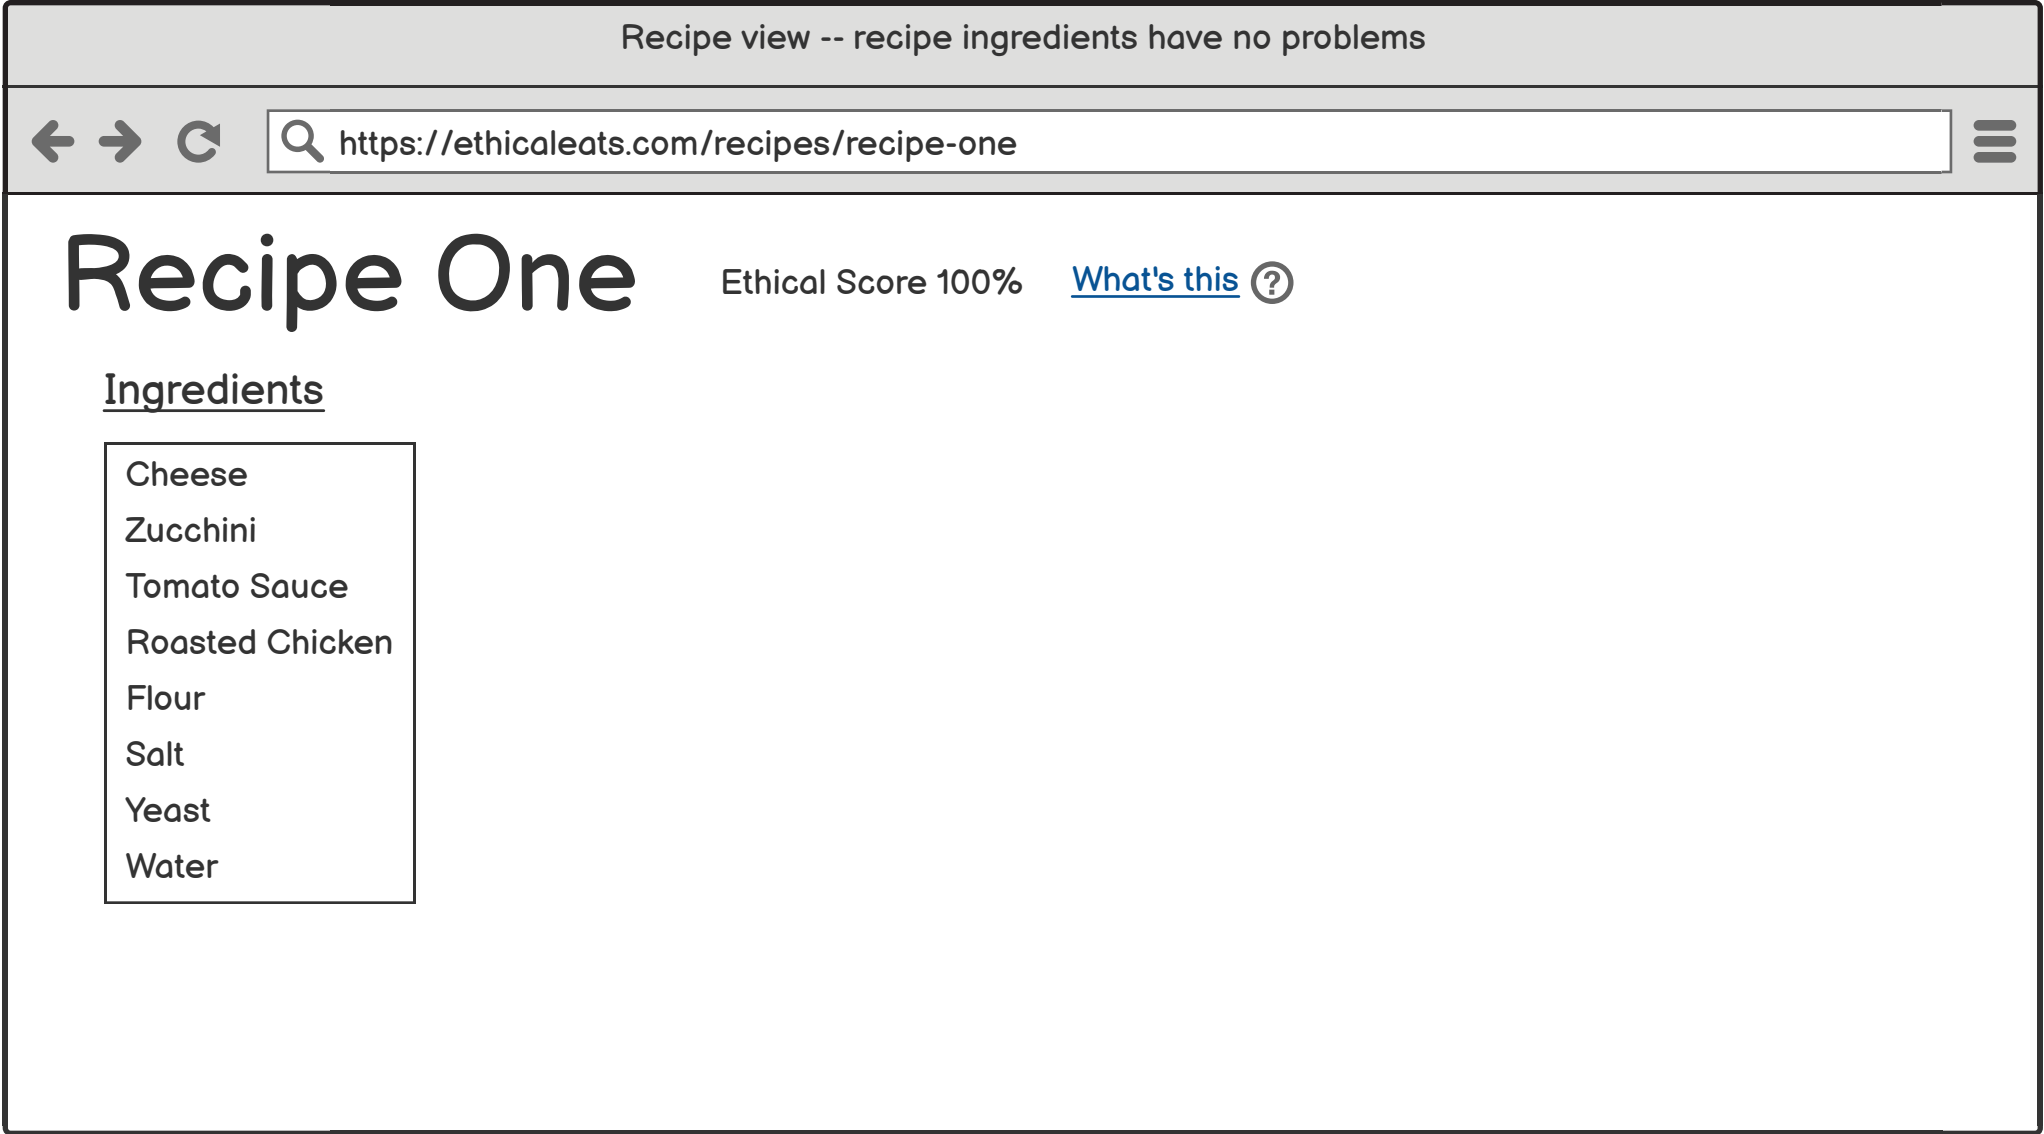 Recipe view -- recipe ingredients have no problems
https://ethicaleats.com/recipes/recipe-one
Recipe One
Ethical Score 100%
What's this ?
Ingredients
Cheese
Zucchini
Tomato Sauce
Roasted Chicken
Flour
Salt
Yeast
Water